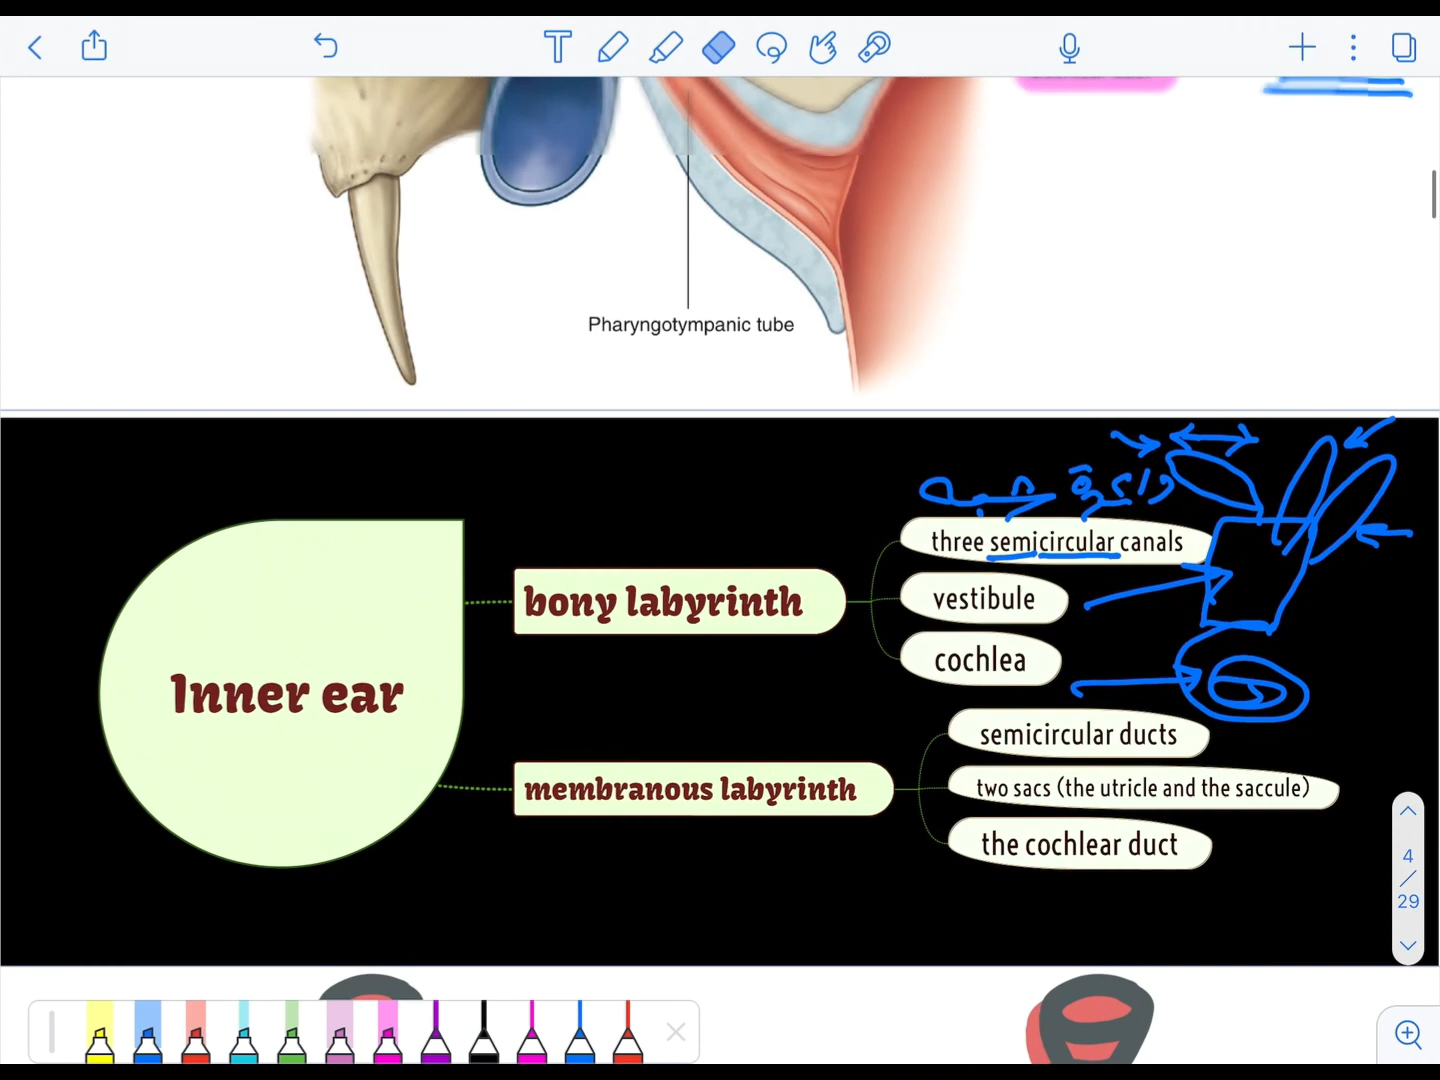 Pharyngotympanic tube
Inner ear
bony labyrinth
three semicircular canals
vestibule
cochlea
membranous labyrinth
semicircular ducts
two sacs (the utricle and the saccule)
the cochlear duct
4
/
29